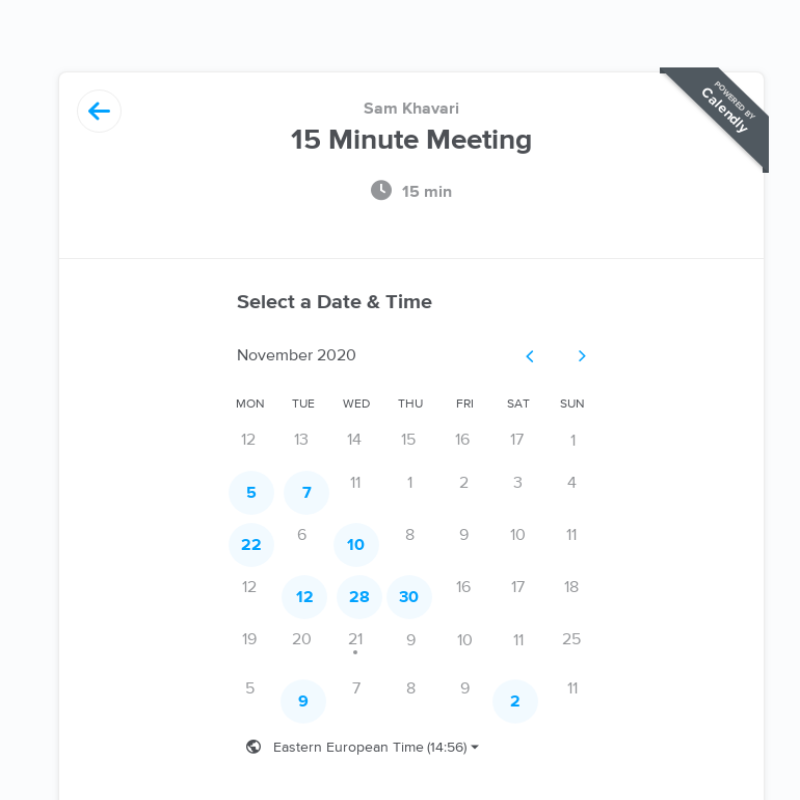 POWERED BY
Calendly
Sam Khavari
15 Minute Meeting
15 min
Select a Date & Time
November 2020
MON TUE WED THU FRI SAT SUN
12 13 14 15 16 17 1
5 7 11 1 2 3 4
22 6 10 8 9 10 11
12 12 28 30 16 17 18
19 20 21 9 10 11 25
5 9 7 8 9 2 11
Eastern European Time (14:56)